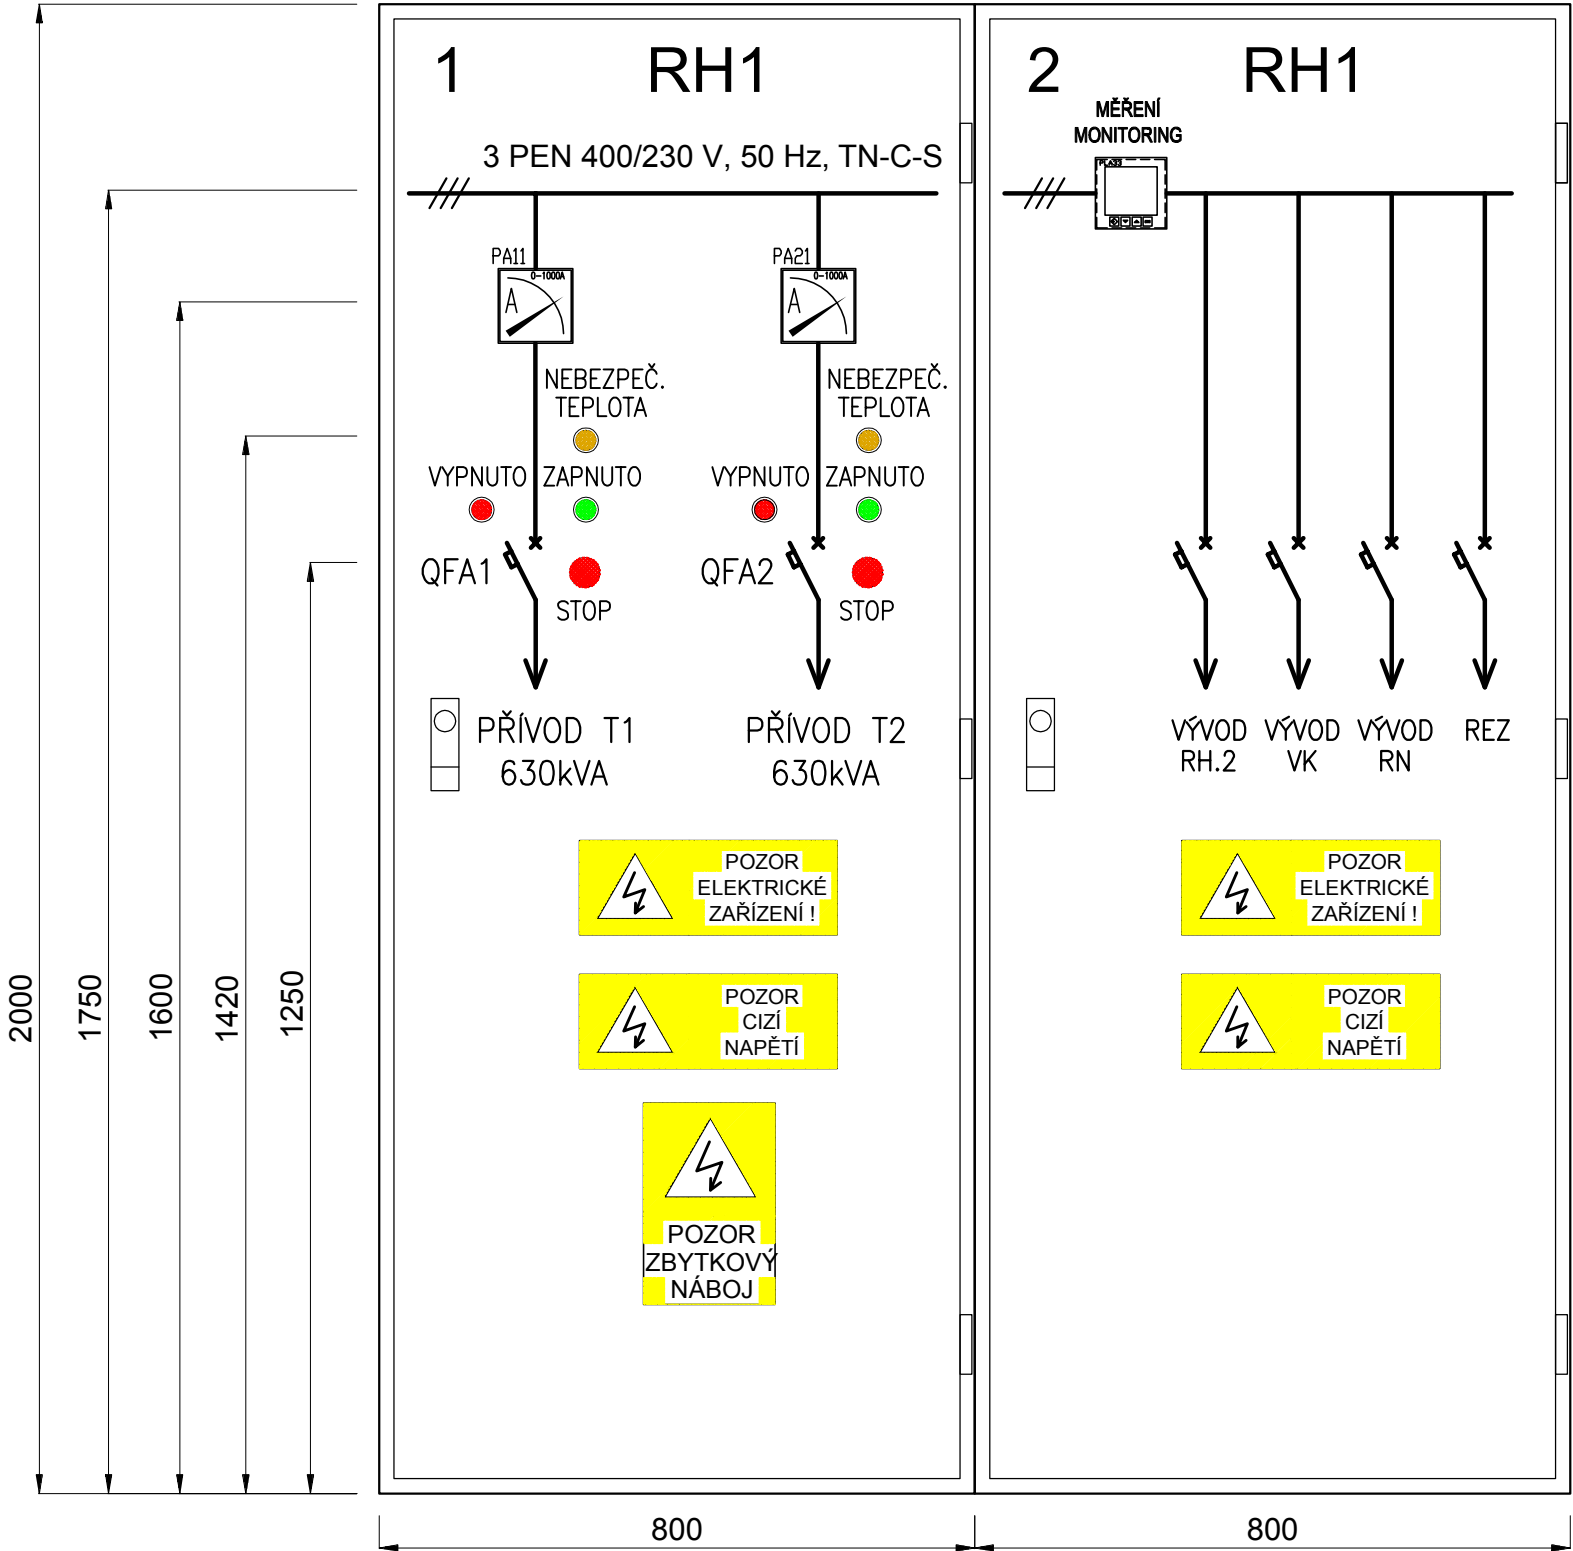 1 RH1
3 PEN 400/230 V, 50 Hz, TN-C-S
PA11
0-1000A
A
PA21
0-1000A
A
NEBEZPEČ.
TEPLOTA
NEBEZPEČ.
TEPLOTA
VYPNUTO ZAPNUTO
VYPNUTO ZAPNUTO
QFA1
STOP
QFA2
STOP
PŘÍVOD T1
630kVA
PŘÍVOD T2
630kVA
POZOR
ELEKTRICKÉ
ZAŘÍZENÍ !
POZOR
CIZÍ
NAPĚTÍ
POZOR
ZBYTKOVÝ
NÁBOJ
2 RH1
MĚŘENÍ
MONITORING
PLA33
VÝVOD
RH.2
VÝVOD
VK
VÝVOD
RN
REZ
POZOR
ELEKTRICKÉ
ZAŘÍZENÍ !
POZOR
CIZÍ
NAPĚTÍ
2000
1750
1600
1420
1250
800
800